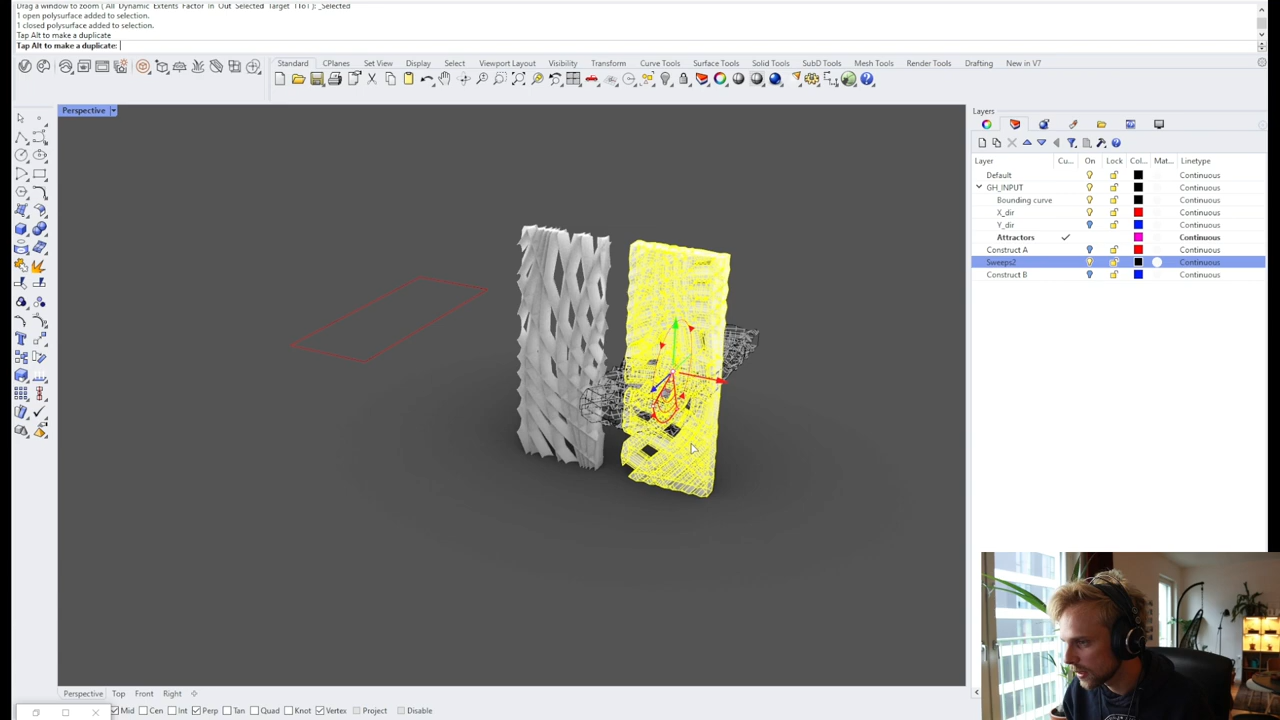 Drag a window to zoom ( All Dynamic Extents Factor In Out Selected Target 1To1 ): _Selected
1 open polysurface added to selection.
1 closed polysurface added to selection.
Tap Alt to make a duplicate
Tap Alt to make a duplicate:
Standard CPlanes Set View Display Select Viewport Layout Visibility Transform Curve Tools Surface Tools Solid Tools SubD Tools Mesh Tools Render Tools Drafting New in V7
Perspective
Layers
Layer Cu... On Lock Col... Mat... Linetype
Default Continuous
GH_INPUT Continuous
Bounding curve Continuous
X_dir Continuous
Y_dir Continuous
Attractors Continuous
Construct A Continuous
Sweeps2 Continuous
Construct B Continuous
Perspective Top Front Right
Mid Cen Int Perp Tan Quad Knot Vertex Project Disable